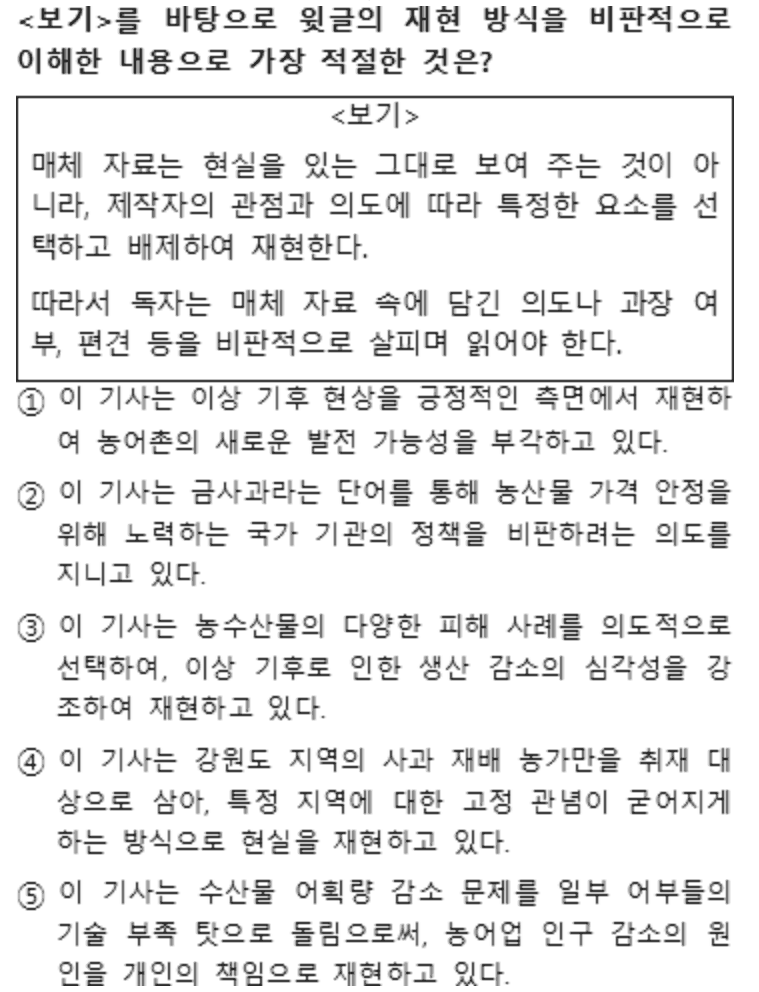 <보기>를 바탕으로 윗글의 재현 방식을 비판적으로
이해한 내용으로 가장 적절한 것은?
<보기>
매체 자료는 현실을 있는 그대로 보여 주는 것이 아
니라, 제작자의 관점과 의도에 따라 특정한 요소를 선
택하고 배제하여 재현한다.
따라서 독자는 매체 자료 속에 담긴 의도나 과장 여
부, 편견 등을 비판적으로 살피며 읽어야 한다.
① 이 기사는 이상 기후 현상을 긍정적인 측면에서 재현하
여 농어촌의 새로운 발전 가능성을 부각하고 있다.
② 이 기사는 금사과라는 단어를 통해 농산물 가격 안정을
위해 노력하는 국가 기관의 정책을 비판하려는 의도를
지니고 있다.
③ 이 기사는 농수산물의 다양한 피해 사례를 의도적으로
선택하여, 이상 기후로 인한 생산 감소의 심각성을 강
조하여 재현하고 있다.
④ 이 기사는 강원도 지역의 사과 재배 농가만을 취재 대
상으로 삼아, 특정 지역에 대한 고정 관념이 굳어지게
하는 방식으로 현실을 재현하고 있다.
⑤ 이 기사는 수산물 어획량 감소 문제를 일부 어부들의
기술 부족 탓으로 돌림으로써, 농어업 인구 감소의 원
인을 개인의 책임으로 재현하고 있다.